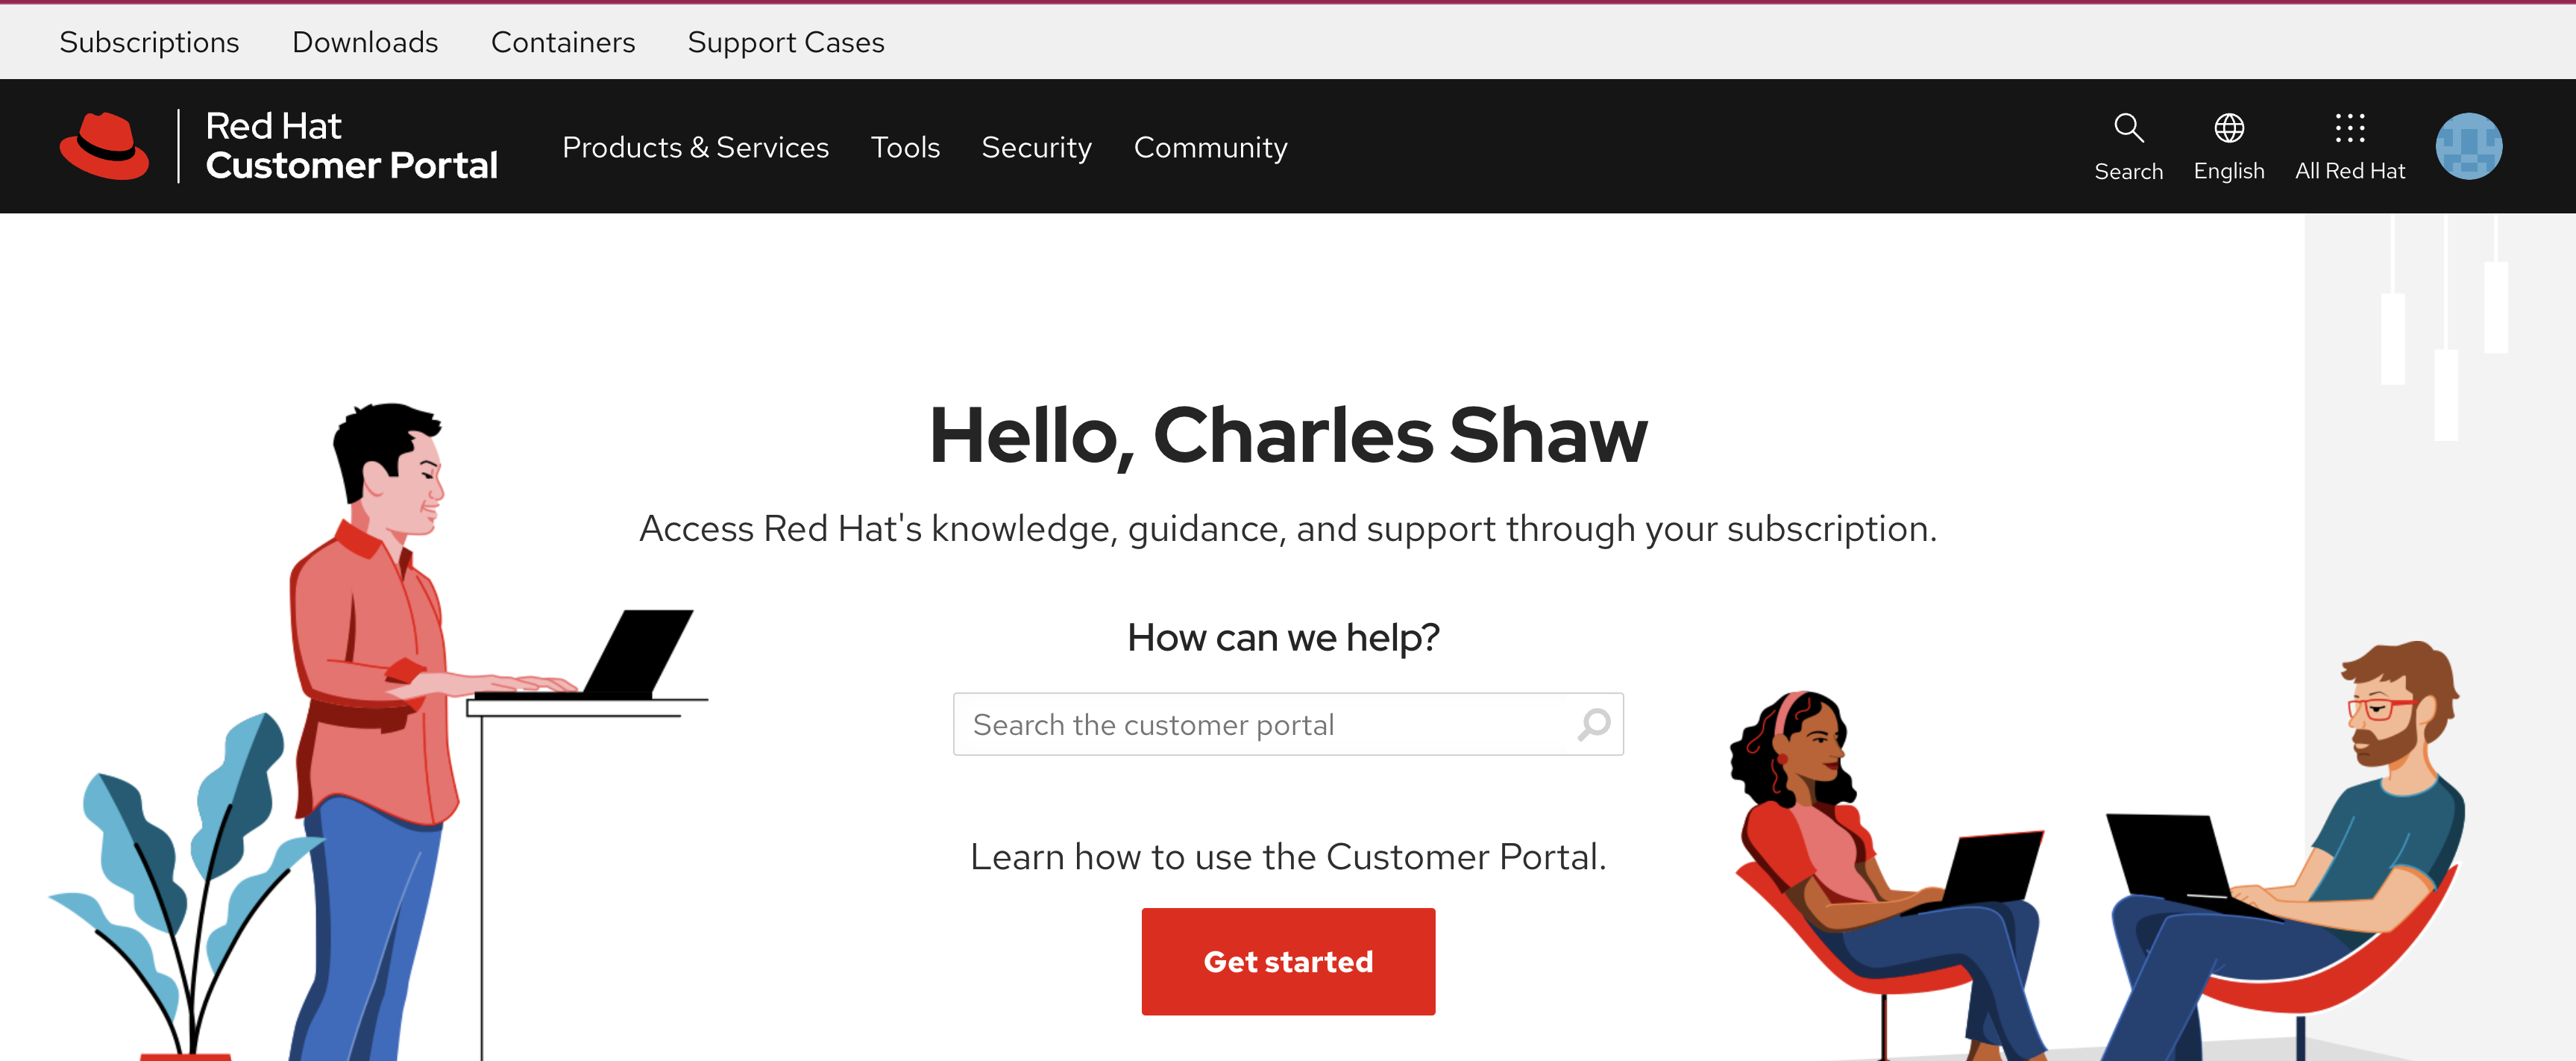 Subscriptions Downloads Containers Support Cases
Red Hat
Customer Portal
Products & Services Tools Security Community
Search English All Red Hat
Hello, Charles Shaw
Access Red Hat's knowledge, guidance, and support through your subscription.
How can we help?
Search the customer portal
Learn how to use the Customer Portal.
Get started